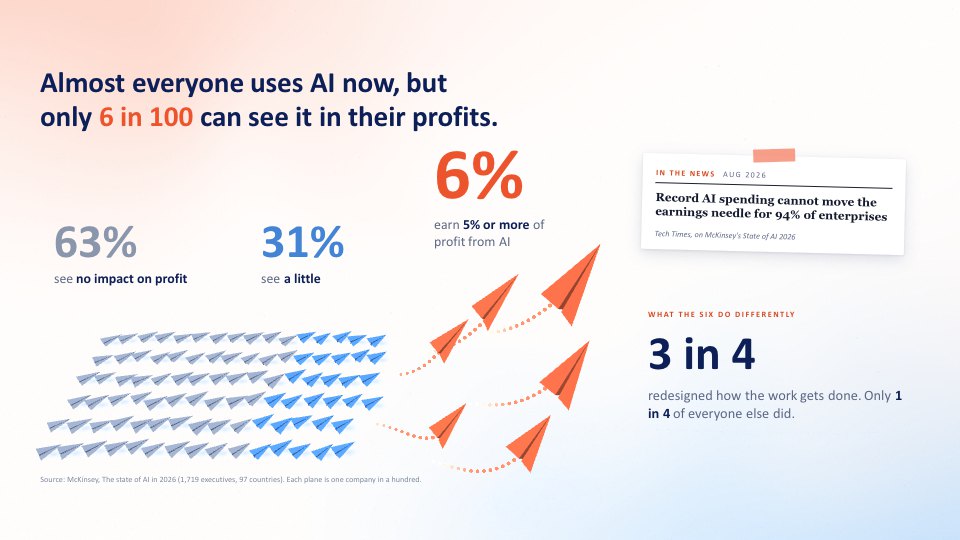 Almost everyone uses AI now, but
only 6 in 100 can see it in their profits.
6%
earn 5% or more of
profit from AI
63%
see no impact on profit
31%
see a little
IN THE NEWS AUG 2026
Record AI spending cannot move the
earnings needle for 94% of enterprises
Tech Times, on McKinsey's State of AI 2026
WHAT THE SIX DO DIFFERENTLY
3 in 4
redesigned how the work gets done. Only 1
in 4 of everyone else did.
Source: McKinsey, The state of AI in 2026 (1,719 executives, 97 countries). Each plane is one company in a hundred.